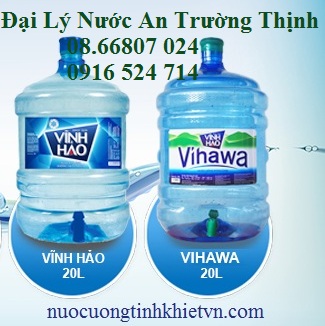 Đại Lý Nước An Trường Thịnh
08.66807 024
0916 524 714
VĨNH
HẢO
VĨNH
HẢO
Vihawa
VĨNH HẢO
20L
VIHAWA
20L
nuocuongtinhkhietvn.com